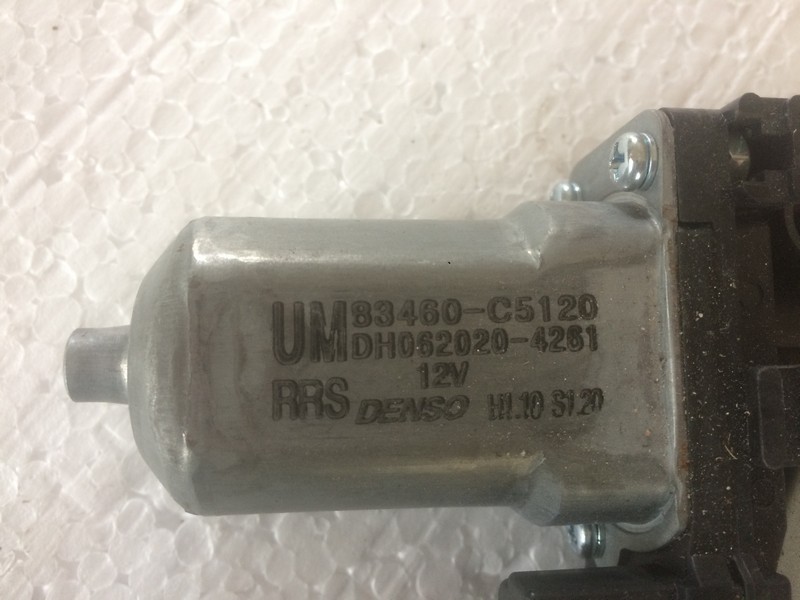 UM 83460-C5120
DH062020-4261
12V
RRS DENSO H1.10 S1.20